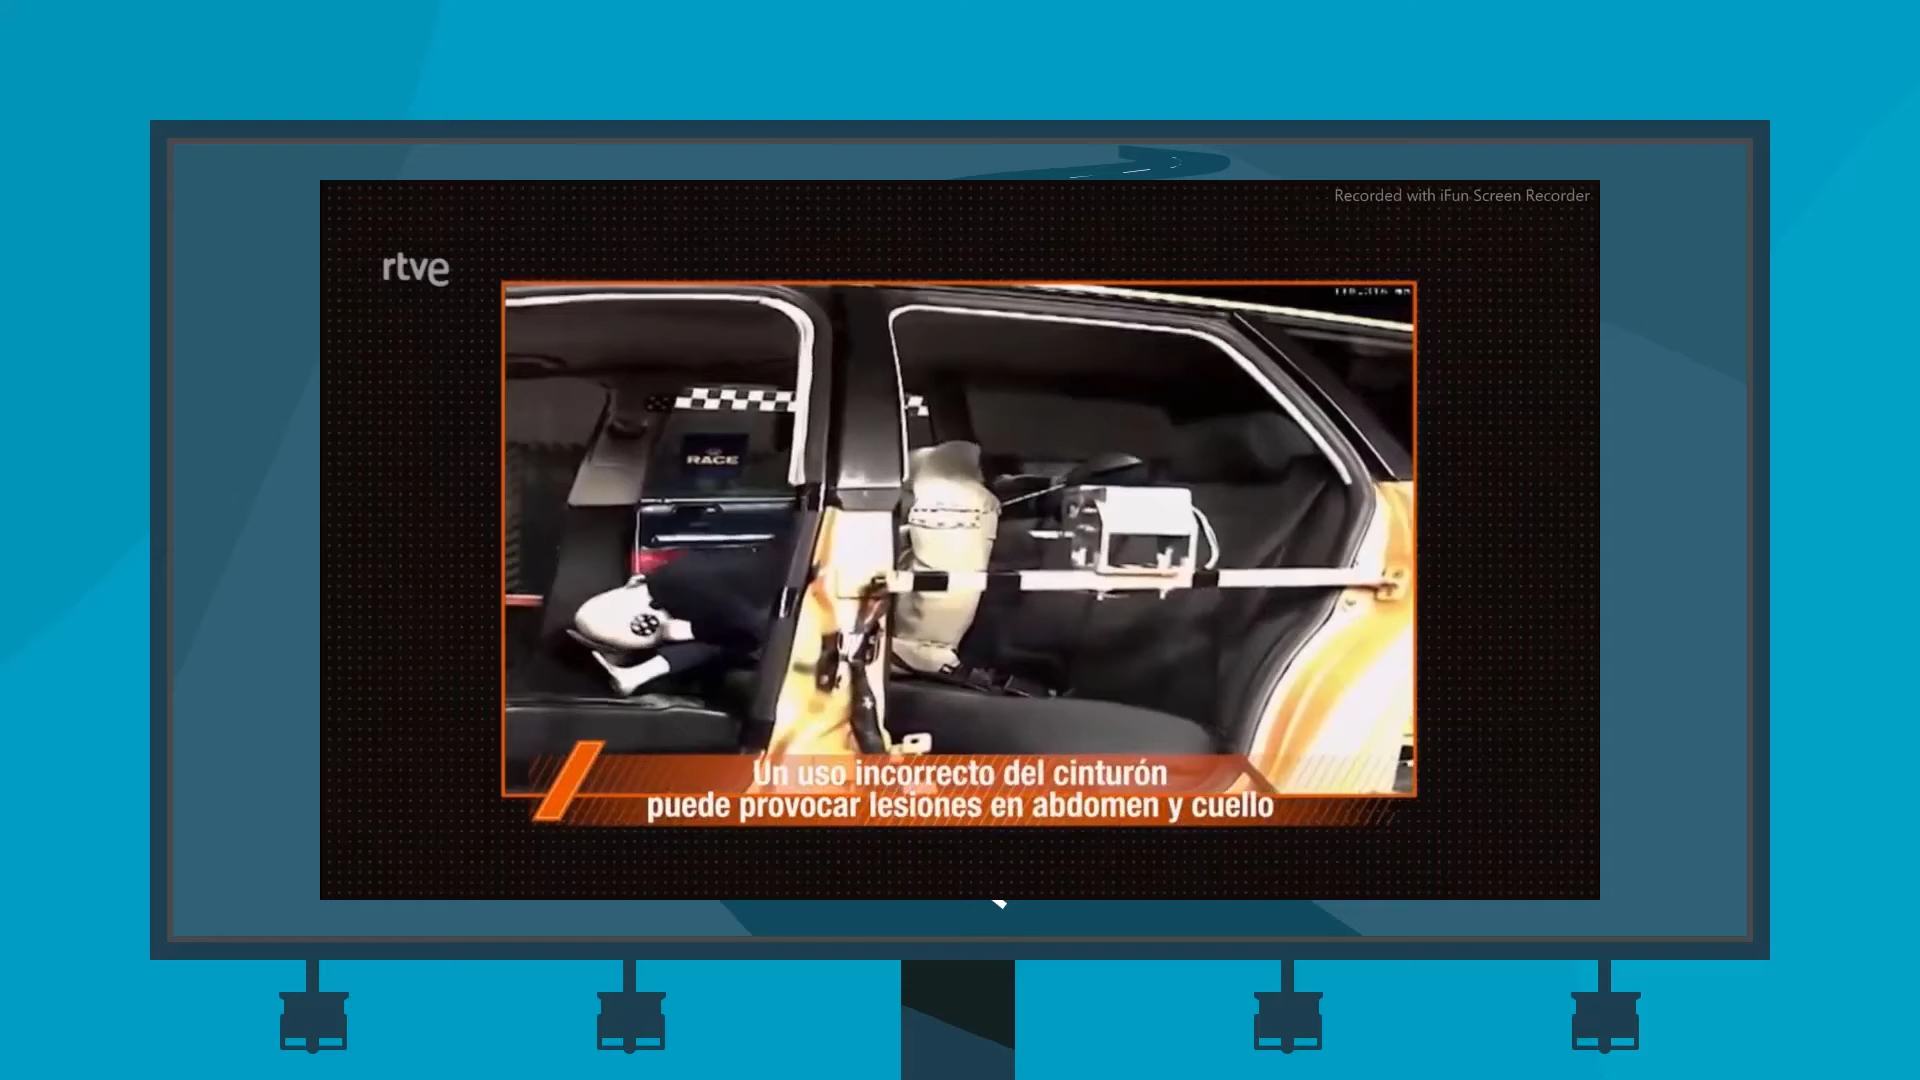 Recorded with iFun Screen Recorder
rtve
RACE
Un uso incorrecto del cinturón
puede provocar lesiones en abdomen y cuello